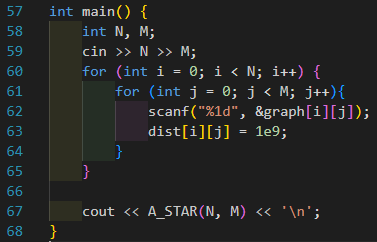 57 int main() {
58 int N, M;
59 cin >> N >> M;
60 for (int i = 0; i < N; i++) {
61 for (int j = 0; j < M; j++){
62 scanf("%1d", &graph[i][j]);
63 dist[i][j] = 1e9;
64 }
65 }
66
67 cout << A_STAR(N, M) << '\n';
68 }